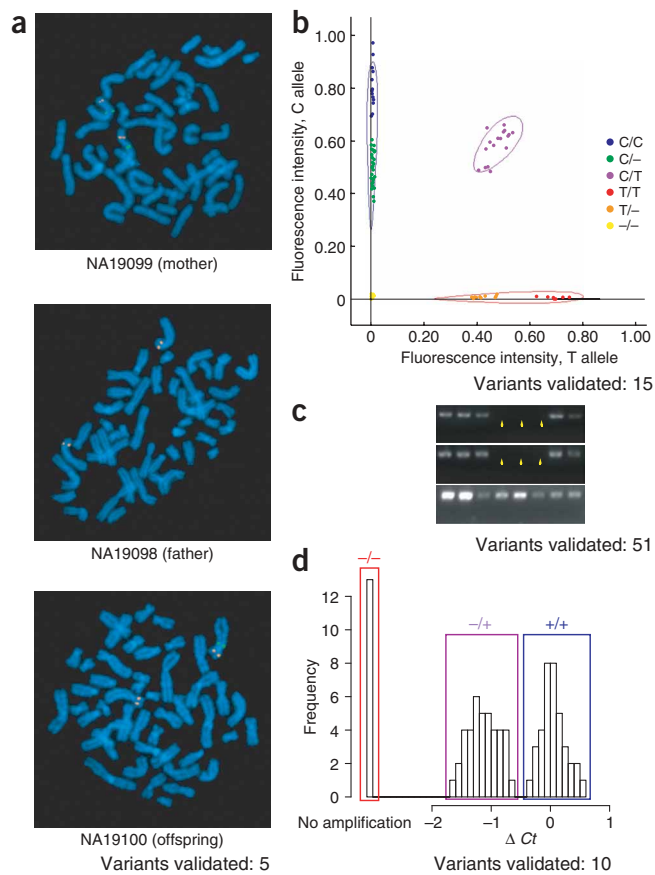 a
NA19099 (mother)
NA19098 (father)
NA19100 (offspring)
Variants validated: 5
b
Fluorescence intensity, C allele
1.00
0.80
0.60
0.40
0.20
0
0
0.20
0.40
0.60
0.80
1.00
Fluorescence intensity, T allele
C/C
C/–
C/T
T/T
T/–
–/–
Variants validated: 15
c
Variants validated: 51
d
–/–
–/+
+/+
Frequency
12
10
8
6
4
2
0
No amplification
–2
–1
0
1
Δ Ct
Variants validated: 10